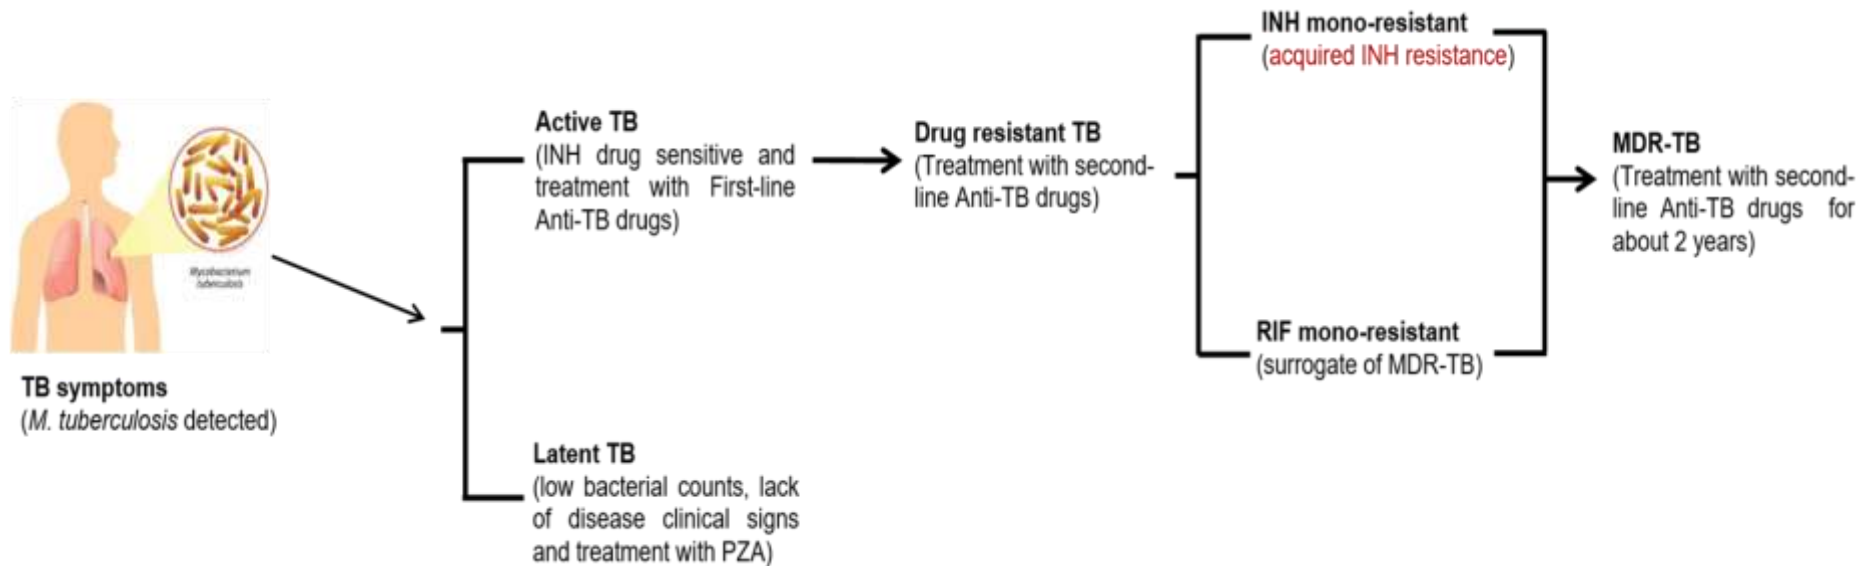 TB symptoms
(M. tuberculosis detected)
Mycobacterium
tuberculosis
Active TB
(INH drug sensitive and
treatment with First-line
Anti-TB drugs)
Latent TB
(low bacterial counts, lack
of disease clinical signs
and treatment with PZA)
Drug resistant TB
(Treatment with second-
line Anti-TB drugs)
INH mono-resistant
(acquired INH resistance)
RIF mono-resistant
(surrogate of MDR-TB)
MDR-TB
(Treatment with second-
line Anti-TB drugs for
about 2 years)